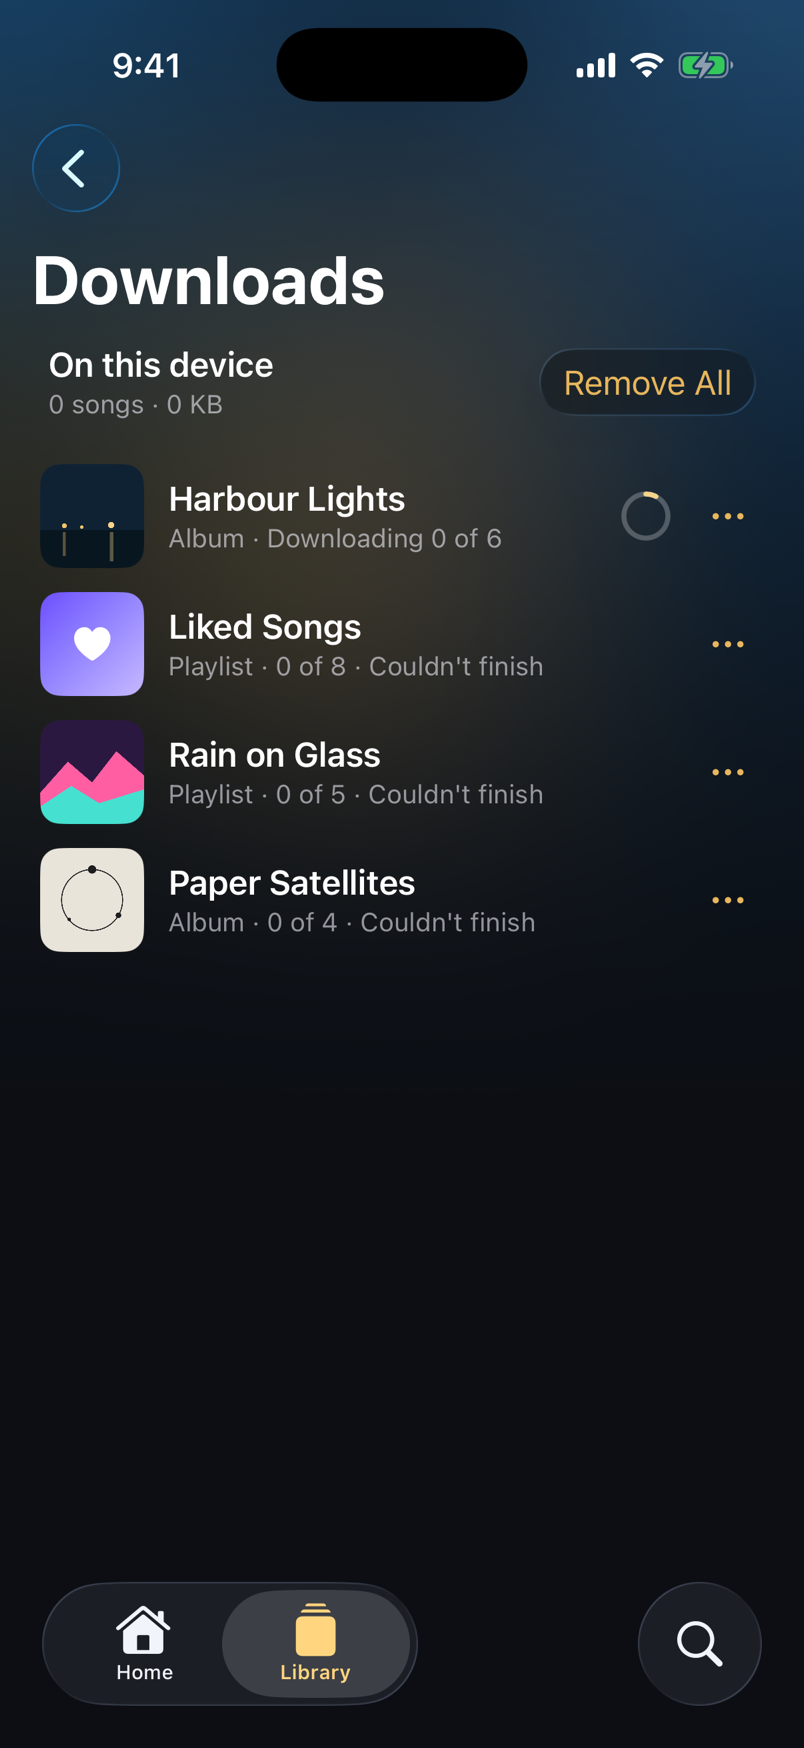 9:41
Downloads
On this device
0 songs · 0 KB
Remove All
Harbour Lights
Album · Downloading 0 of 6
Liked Songs
Playlist · 0 of 8 · Couldn't finish
Rain on Glass
Playlist · 0 of 5 · Couldn't finish
Paper Satellites
Album · 0 of 4 · Couldn't finish
Home
Library